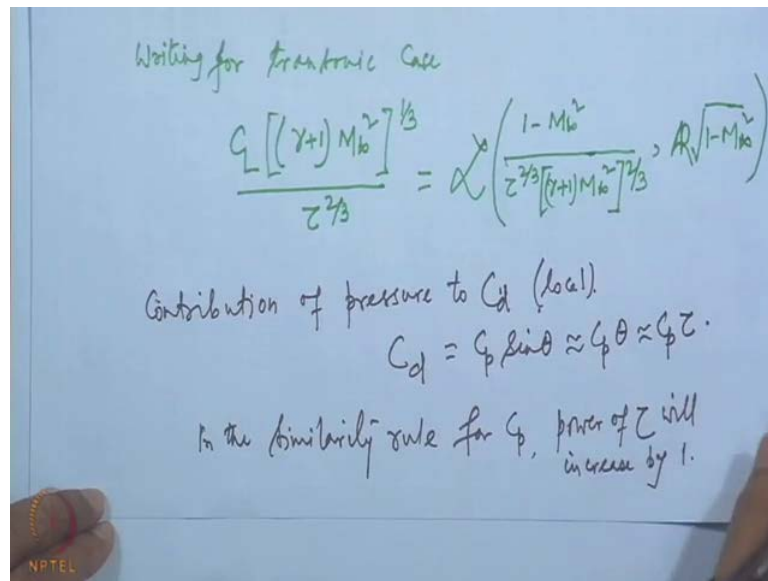 Writing for transonic Case
C_L [(γ+1) M∞²]^1/3 / τ^2/3 = ℒ( 1-M∞² / τ^2/3 [(γ+1) M∞²]^2/3 , AR √1-M∞² )
Contribution of pressure to Cd (local).
Cd = Cp Sinθ ≈ Cp θ ≈ Cp τ.
In the similarity rule for Cp, power of τ will
increase by 1.
NPTEL